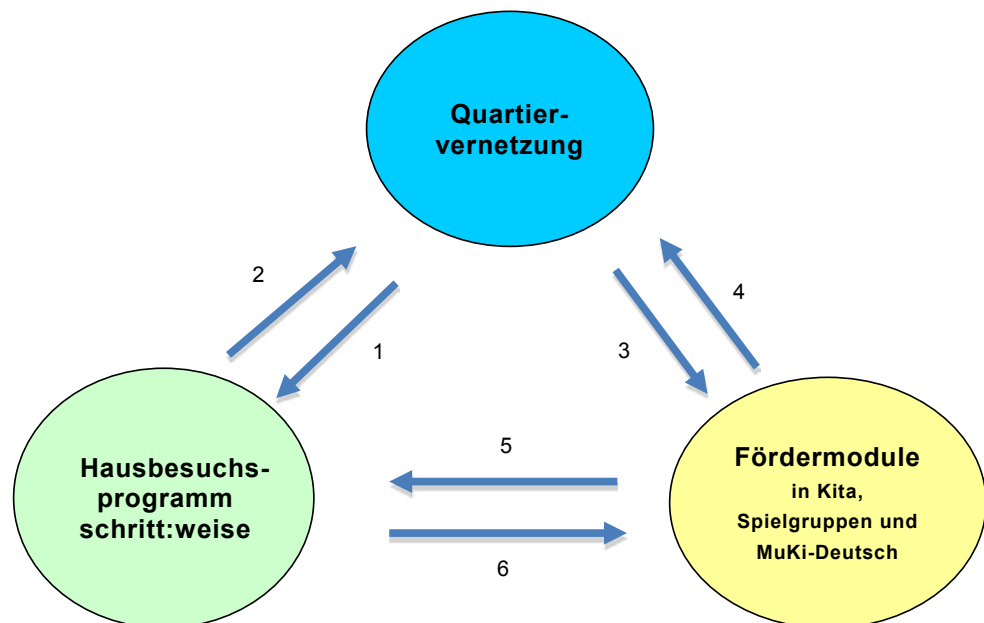 Quartier-
vernetzung
2
1
3
4
Hausbesuchs-
programm
schritt:weise
5
6
Fördermodule
in Kita,
Spielgruppen und
MuKi-Deutsch